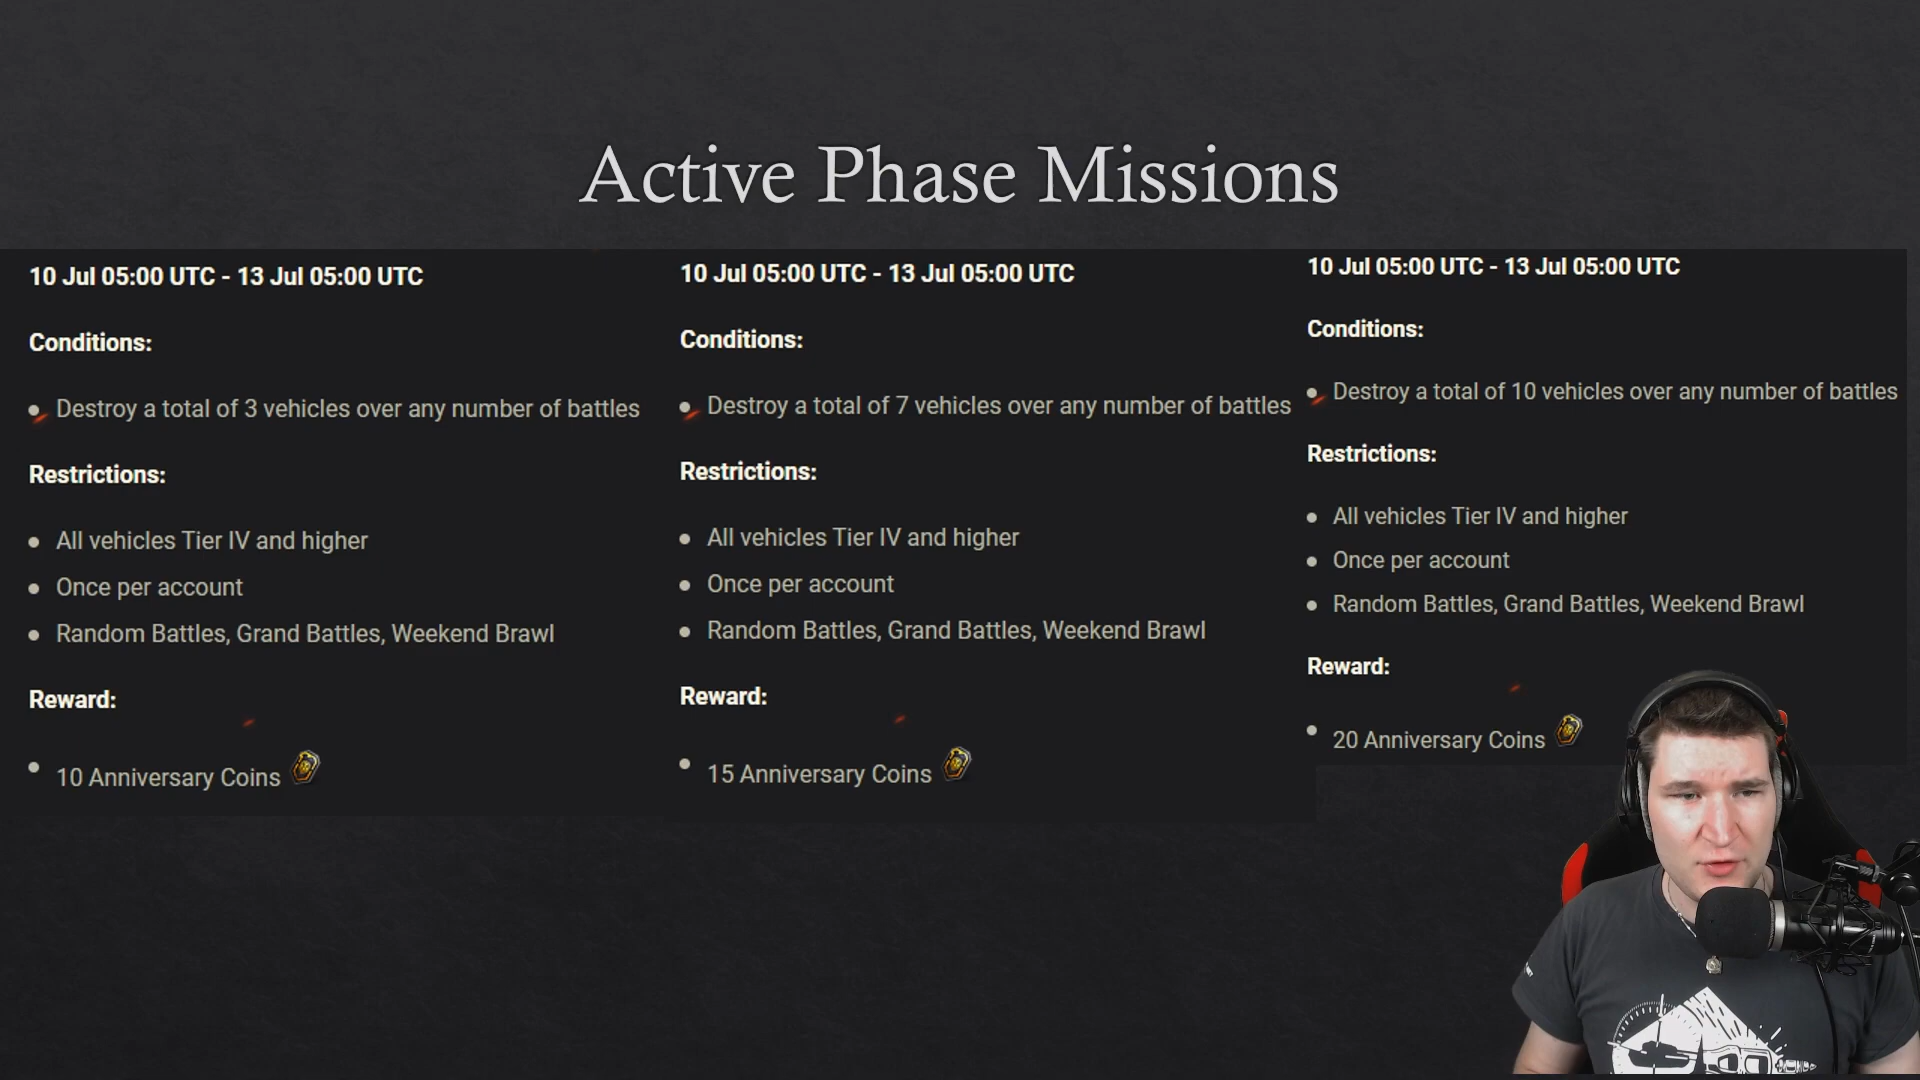 Active Phase Missions
10 Jul 05:00 UTC - 13 Jul 05:00 UTC
Conditions:
Destroy a total of 3 vehicles over any number of battles
Restrictions:
All vehicles Tier IV and higher
Once per account
Random Battles, Grand Battles, Weekend Brawl
Reward:
10 Anniversary Coins
10 Jul 05:00 UTC - 13 Jul 05:00 UTC
Conditions:
Destroy a total of 7 vehicles over any number of battles
Restrictions:
All vehicles Tier IV and higher
Once per account
Random Battles, Grand Battles, Weekend Brawl
Reward:
15 Anniversary Coins
10 Jul 05:00 UTC - 13 Jul 05:00 UTC
Conditions:
Destroy a total of 10 vehicles over any number of battles
Restrictions:
All vehicles Tier IV and higher
Once per account
Random Battles, Grand Battles, Weekend Brawl
Reward:
20 Anniversary Coins